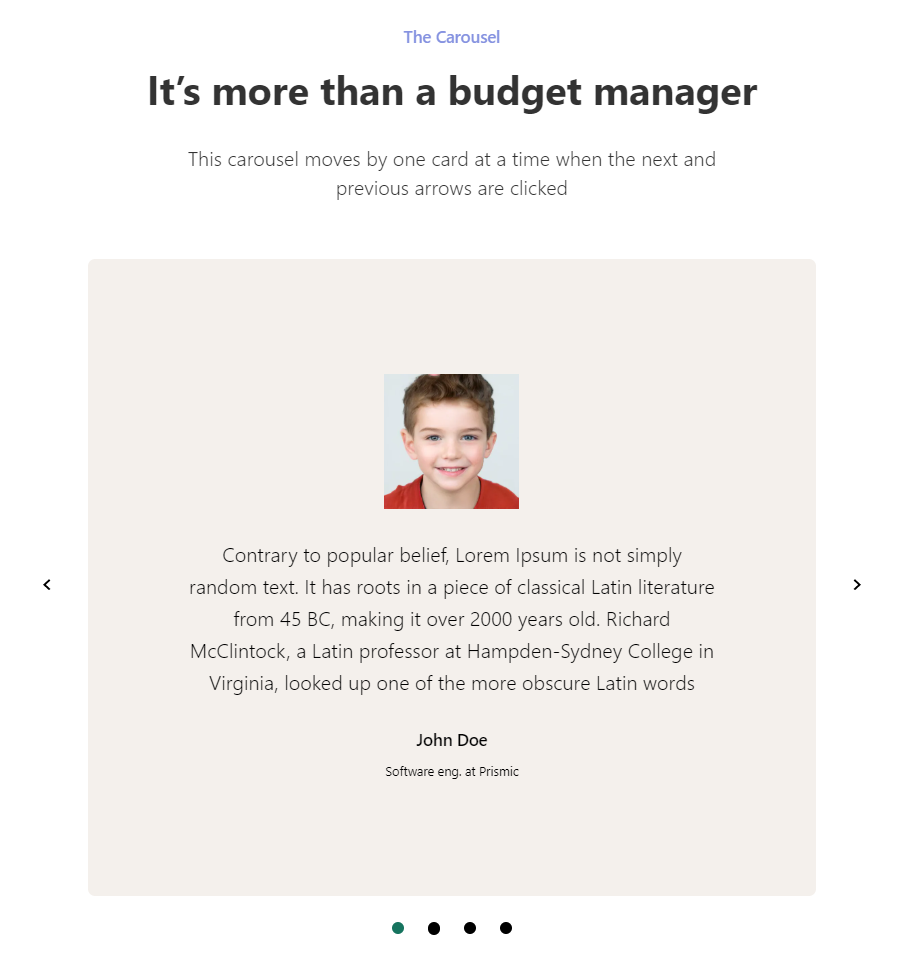 The Carousel
It’s more than a budget manager
This carousel moves by one card at a time when the next and
previous arrows are clicked
Contrary to popular belief, Lorem Ipsum is not simply
random text. It has roots in a piece of classical Latin literature
from 45 BC, making it over 2000 years old. Richard
McClintock, a Latin professor at Hampden-Sydney College in
Virginia, looked up one of the more obscure Latin words
John Doe
Software eng. at Prismic